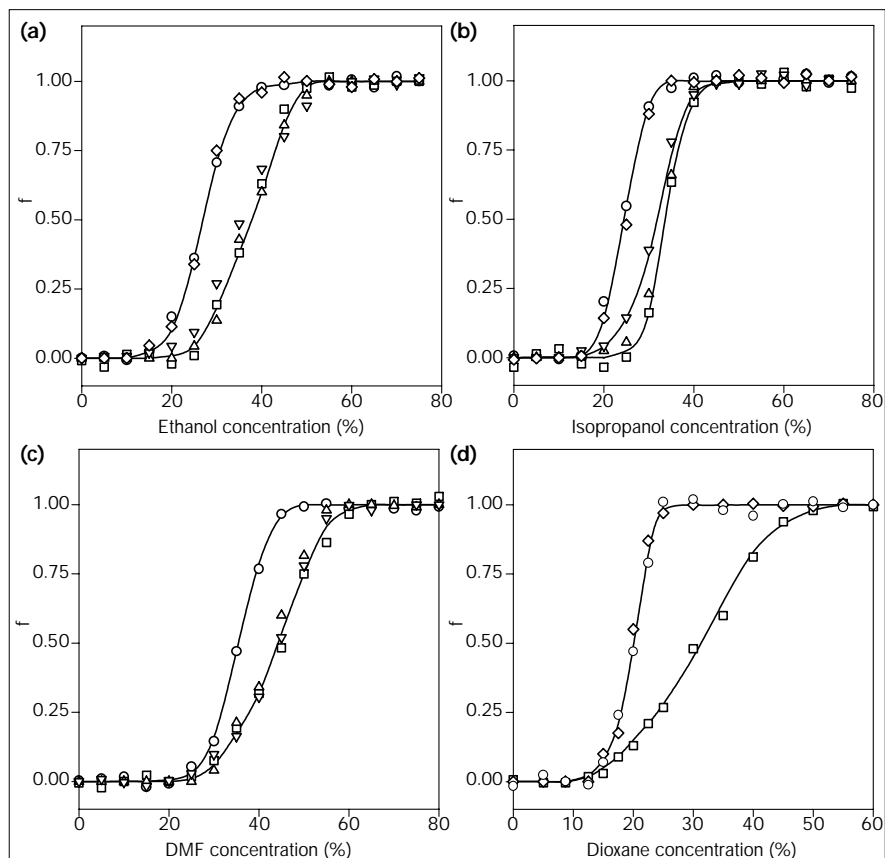 (a)
1.00
0.75
0.50
0.25
0.00
f
0 20 40 60 80
Ethanol concentration (%)
(b)
1.00
0.75
0.50
0.25
0.00
f
0 20 40 60 80
Isopropanol concentration (%)
(c)
1.00
0.75
0.50
0.25
0.00
f
0 20 40 60 80
DMF concentration (%)
(d)
1.00
0.75
0.50
0.25
0.00
f
0 10 20 30 40 50 60
Dioxane concentration (%)